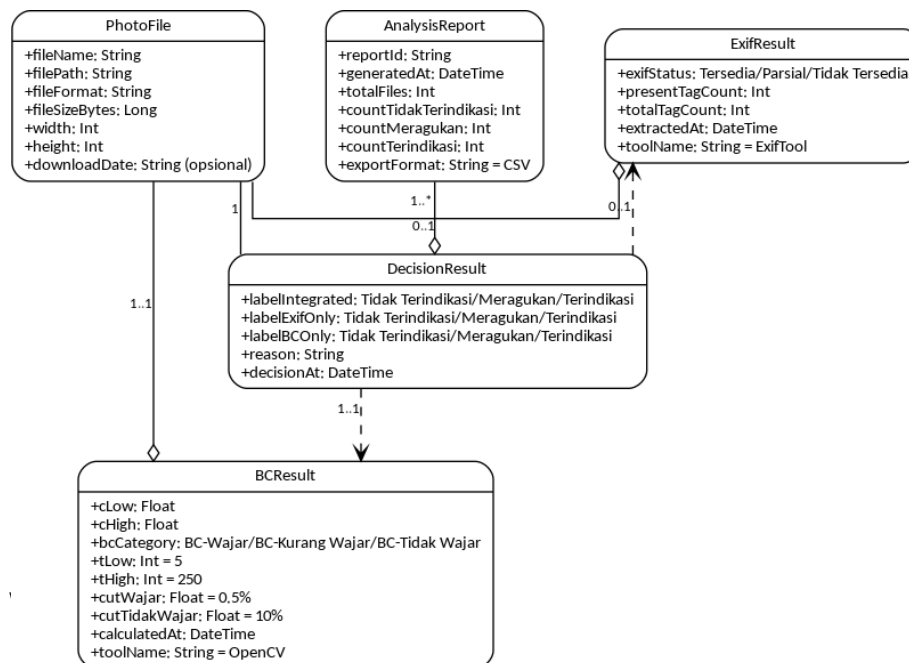 PhotoFile
+fileName: String
+filePath: String
+fileFormat: String
+fileSizeBytes: Long
+width: Int
+height: Int
+downloadDate: String (opsional)
AnalysisReport
+reportId: String
+generatedAt: DateTime
+totalFiles: Int
+countTidakTerindikasi: Int
+countMeragukan: Int
+countTerindikasi: Int
+exportFormat: String = CSV
ExifResult
+exifStatus: Tersedia/Parsial/Tidak Tersedia
+presentTagCount: Int
+totalTagCount: Int
+extractedAt: DateTime
+toolName: String = ExifTool
1
1..*
0..1
0..1
DecisionResult
+labelIntegrated: Tidak Terindikasi/Meragukan/Terindikasi
+labelExifOnly: Tidak Terindikasi/Meragukan/Terindikasi
+labelBCOnly: Tidak Terindikasi/Meragukan/Terindikasi
+reason: String
+decisionAt: DateTime
1..1
1..1
BCResult
+cLow: Float
+cHigh: Float
+bcCategory: BC-Wajar/BC-Kurang Wajar/BC-Tidak Wajar
+tLow: Int = 5
+tHigh: Int = 250
+cutWajar: Float = 0,5%
+cutTidakWajar: Float = 10%
+calculatedAt: DateTime
+toolName: String = OpenCV